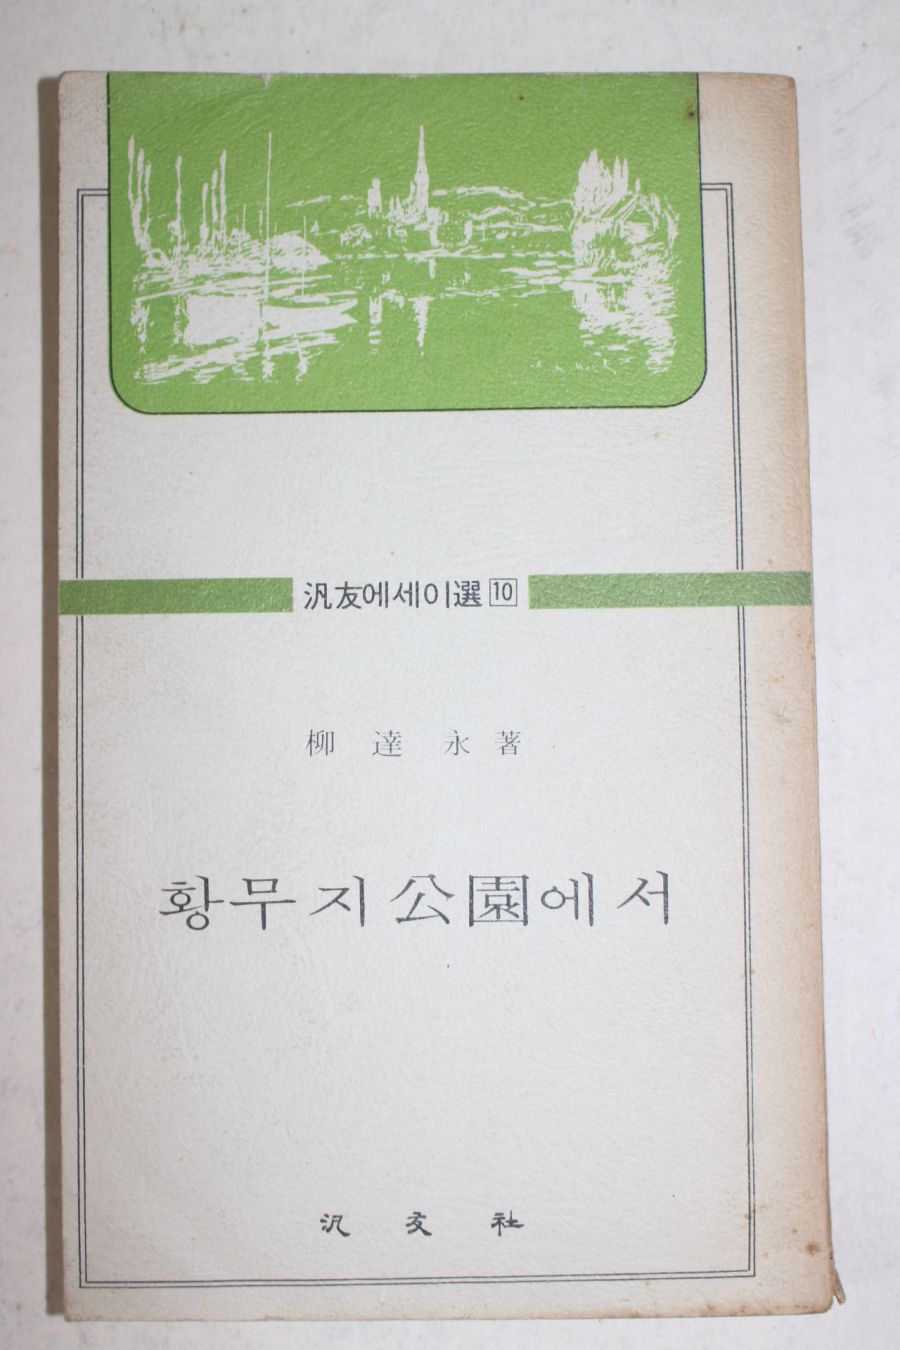 汎友에세이選 10
柳達永 著
황무지公園에서
汎友社